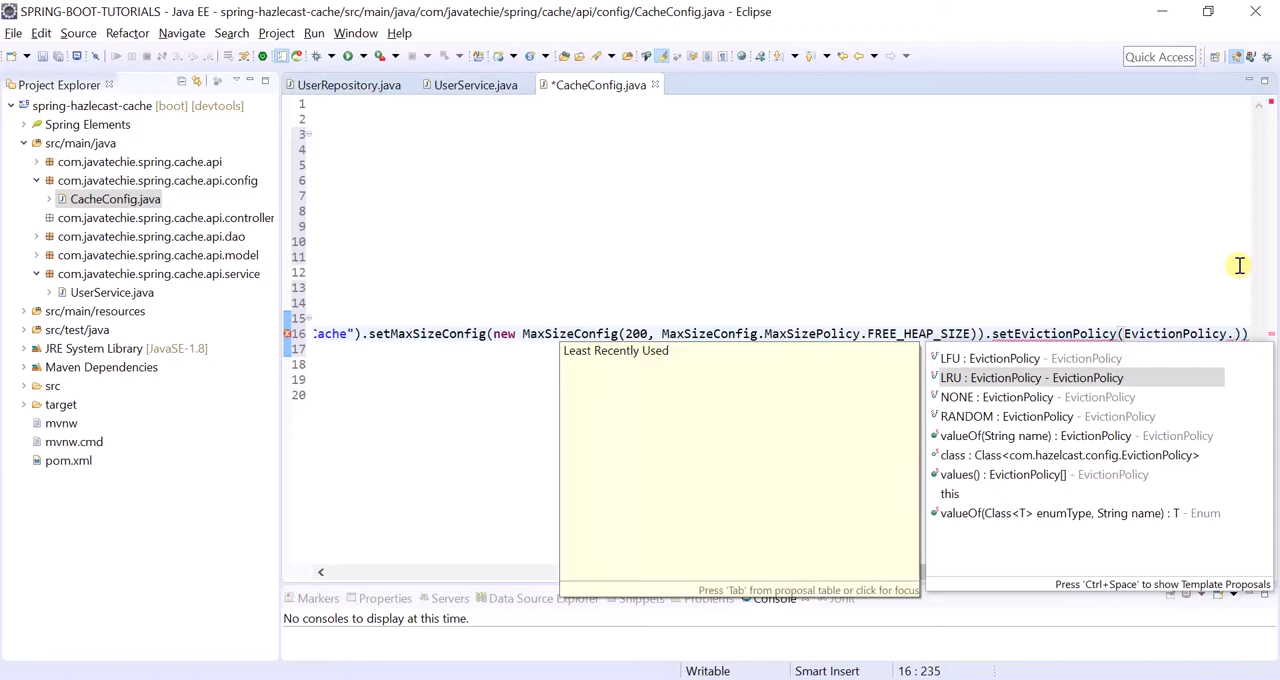 SPRING-BOOT-TUTORIALS - Java EE - spring-hazlecast-cache/src/main/java/com/javatechie/spring/cache/api/config/CacheConfig.java - Eclipse
File Edit Source Refactor Navigate Search Project Run Window Help
Quick Access
Project Explorer
UserRepository.java
UserService.java
*CacheConfig.java
spring-hazlecast-cache [boot] [devtools]
Spring Elements
src/main/java
com.javatechie.spring.cache.api
com.javatechie.spring.cache.api.config
CacheConfig.java
com.javatechie.spring.cache.api.controller
com.javatechie.spring.cache.api.dao
com.javatechie.spring.cache.api.model
com.javatechie.spring.cache.api.service
UserService.java
src/main/resources
src/test/java
JRE System Library [JavaSE-1.8]
Maven Dependencies
src
target
mvnw
mvnw.cmd
pom.xml
1
2
3
4
5
6
7
8
9
10
11
12
13
14
15
16 Cache").setMaxSizeConfig(new MaxSizeConfig(200, MaxSizeConfig.MaxSizePolicy.FREE_HEAP_SIZE)).setEvictionPolicy(EvictionPolicy.))
17
18
19
20
Least Recently Used
Press 'Tab' from proposal table or click for focus
LFU : EvictionPolicy - EvictionPolicy
LRU : EvictionPolicy - EvictionPolicy
NONE : EvictionPolicy - EvictionPolicy
RANDOM : EvictionPolicy - EvictionPolicy
valueOf(String name) : EvictionPolicy - EvictionPolicy
class : Class<com.hazelcast.config.EvictionPolicy>
values() : EvictionPolicy[] - EvictionPolicy
this
valueOf(Class<T> enumType, String name) : T - Enum
Press 'Ctrl+Space' to show Template Proposals
Markers Properties Servers Data Source Explorer Snippets Problems Console JUnit
No consoles to display at this time.
Writable Smart Insert 16 : 235